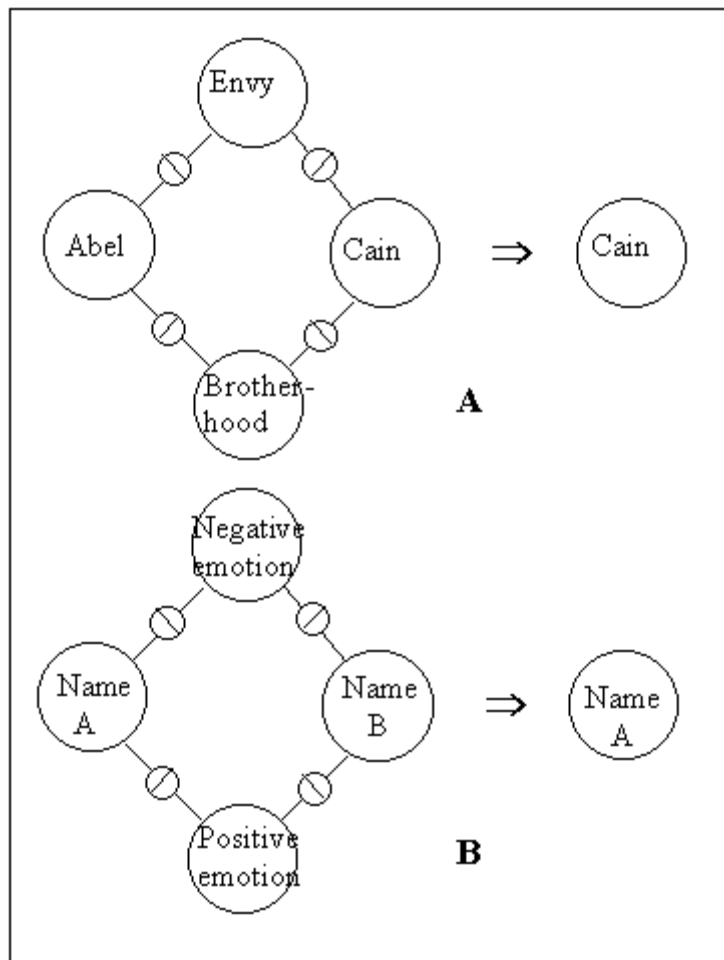 Envy
Abel
Cain
⇒
Cain
Brother-
hood
A
Negative
emotion
Name
A
Name
B
⇒
Name
A
Positive
emotion
B